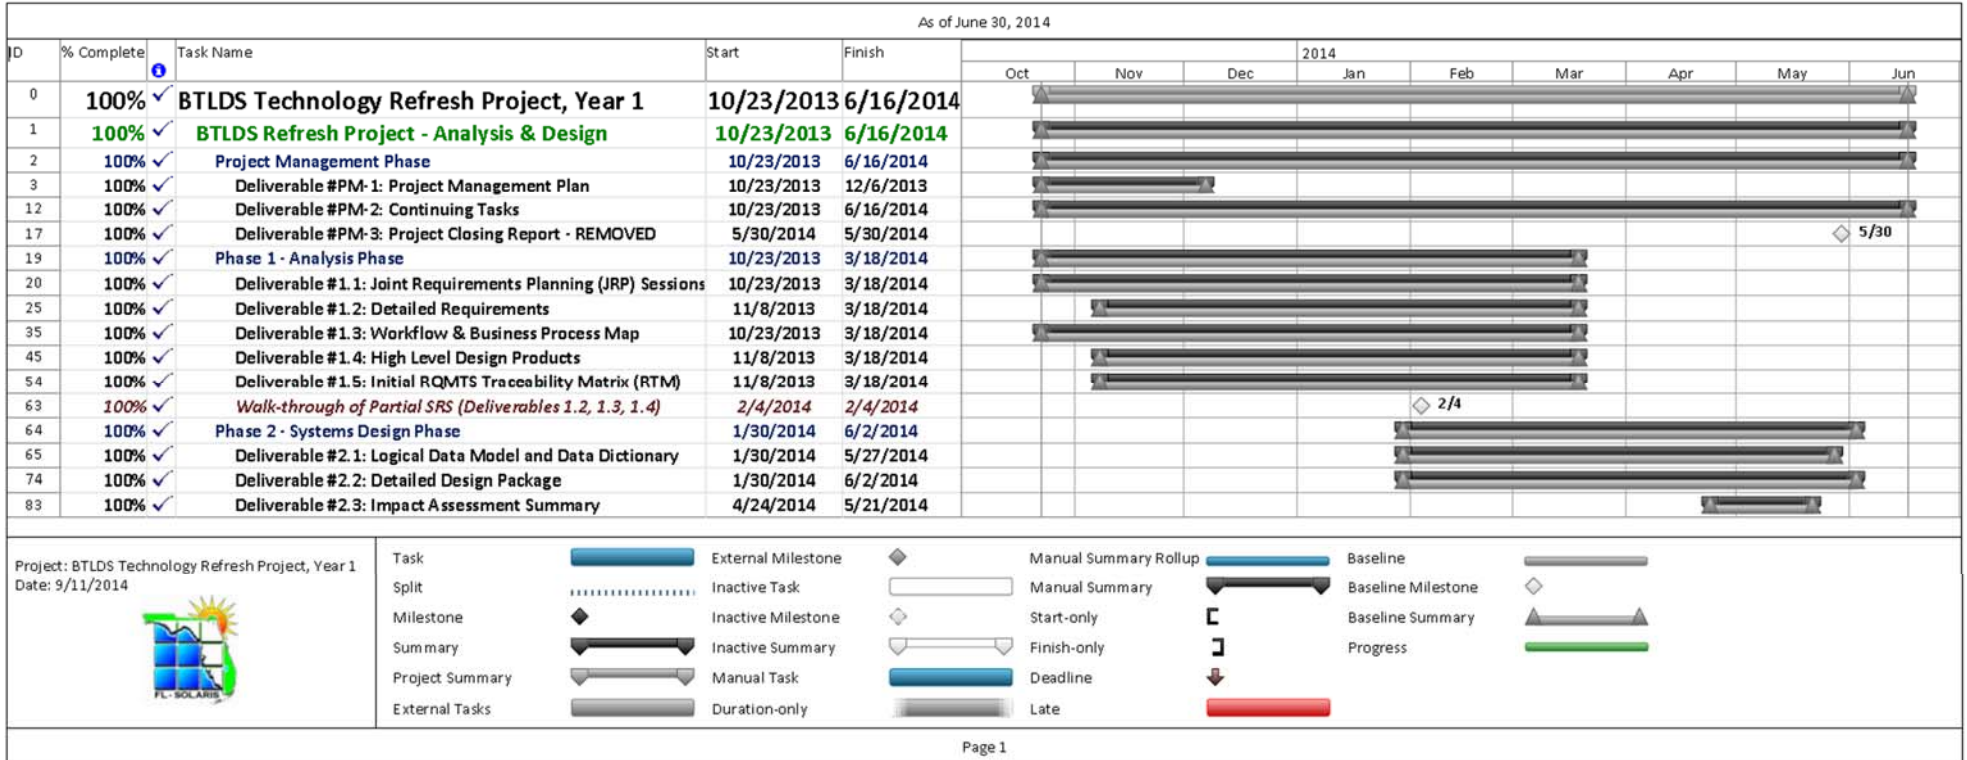 As of June 30, 2014
ID % Complete Task Name Start Finish 2014
Oct Nov Dec Jan Feb Mar Apr May Jun
0 100% BTLDS Technology Refresh Project, Year 1 10/23/2013 6/16/2014
1 100% BTLDS Refresh Project - Analysis & Design 10/23/2013 6/16/2014
2 100% Project Management Phase 10/23/2013 6/16/2014
3 100% Deliverable #PM-1: Project Management Plan 10/23/2013 12/6/2013
12 100% Deliverable #PM-2: Continuing Tasks 10/23/2013 6/16/2014
17 100% Deliverable #PM-3: Project Closing Report - REMOVED 5/30/2014 5/30/2014 5/30
19 100% Phase 1 - Analysis Phase 10/23/2013 3/18/2014
20 100% Deliverable #1.1: Joint Requirements Planning (JRP) Sessions 10/23/2013 3/18/2014
25 100% Deliverable #1.2: Detailed Requirements 11/8/2013 3/18/2014
35 100% Deliverable #1.3: Workflow & Business Process Map 10/23/2013 3/18/2014
45 100% Deliverable #1.4: High Level Design Products 11/8/2013 3/18/2014
54 100% Deliverable #1.5: Initial RQMTS Traceability Matrix (RTM) 11/8/2013 3/18/2014
63 100% Walk-through of Partial SRS (Deliverables 1.2, 1.3, 1.4) 2/4/2014 2/4/2014 2/4
64 100% Phase 2 - Systems Design Phase 1/30/2014 6/2/2014
65 100% Deliverable #2.1: Logical Data Model and Data Dictionary 1/30/2014 5/27/2014
74 100% Deliverable #2.2: Detailed Design Package 1/30/2014 6/2/2014
83 100% Deliverable #2.3: Impact Assessment Summary 4/24/2014 5/21/2014
Project: BTLDS Technology Refresh Project, Year 1
Date: 9/11/2014
FL-SOLARIS
Task External Milestone Manual Summary Rollup Baseline
Split Inactive Task Manual Summary Baseline Milestone
Milestone Inactive Milestone Start-only Baseline Summary
Summary Inactive Summary Finish-only Progress
Project Summary Manual Task Deadline
External Tasks Duration-only Late
Page 1